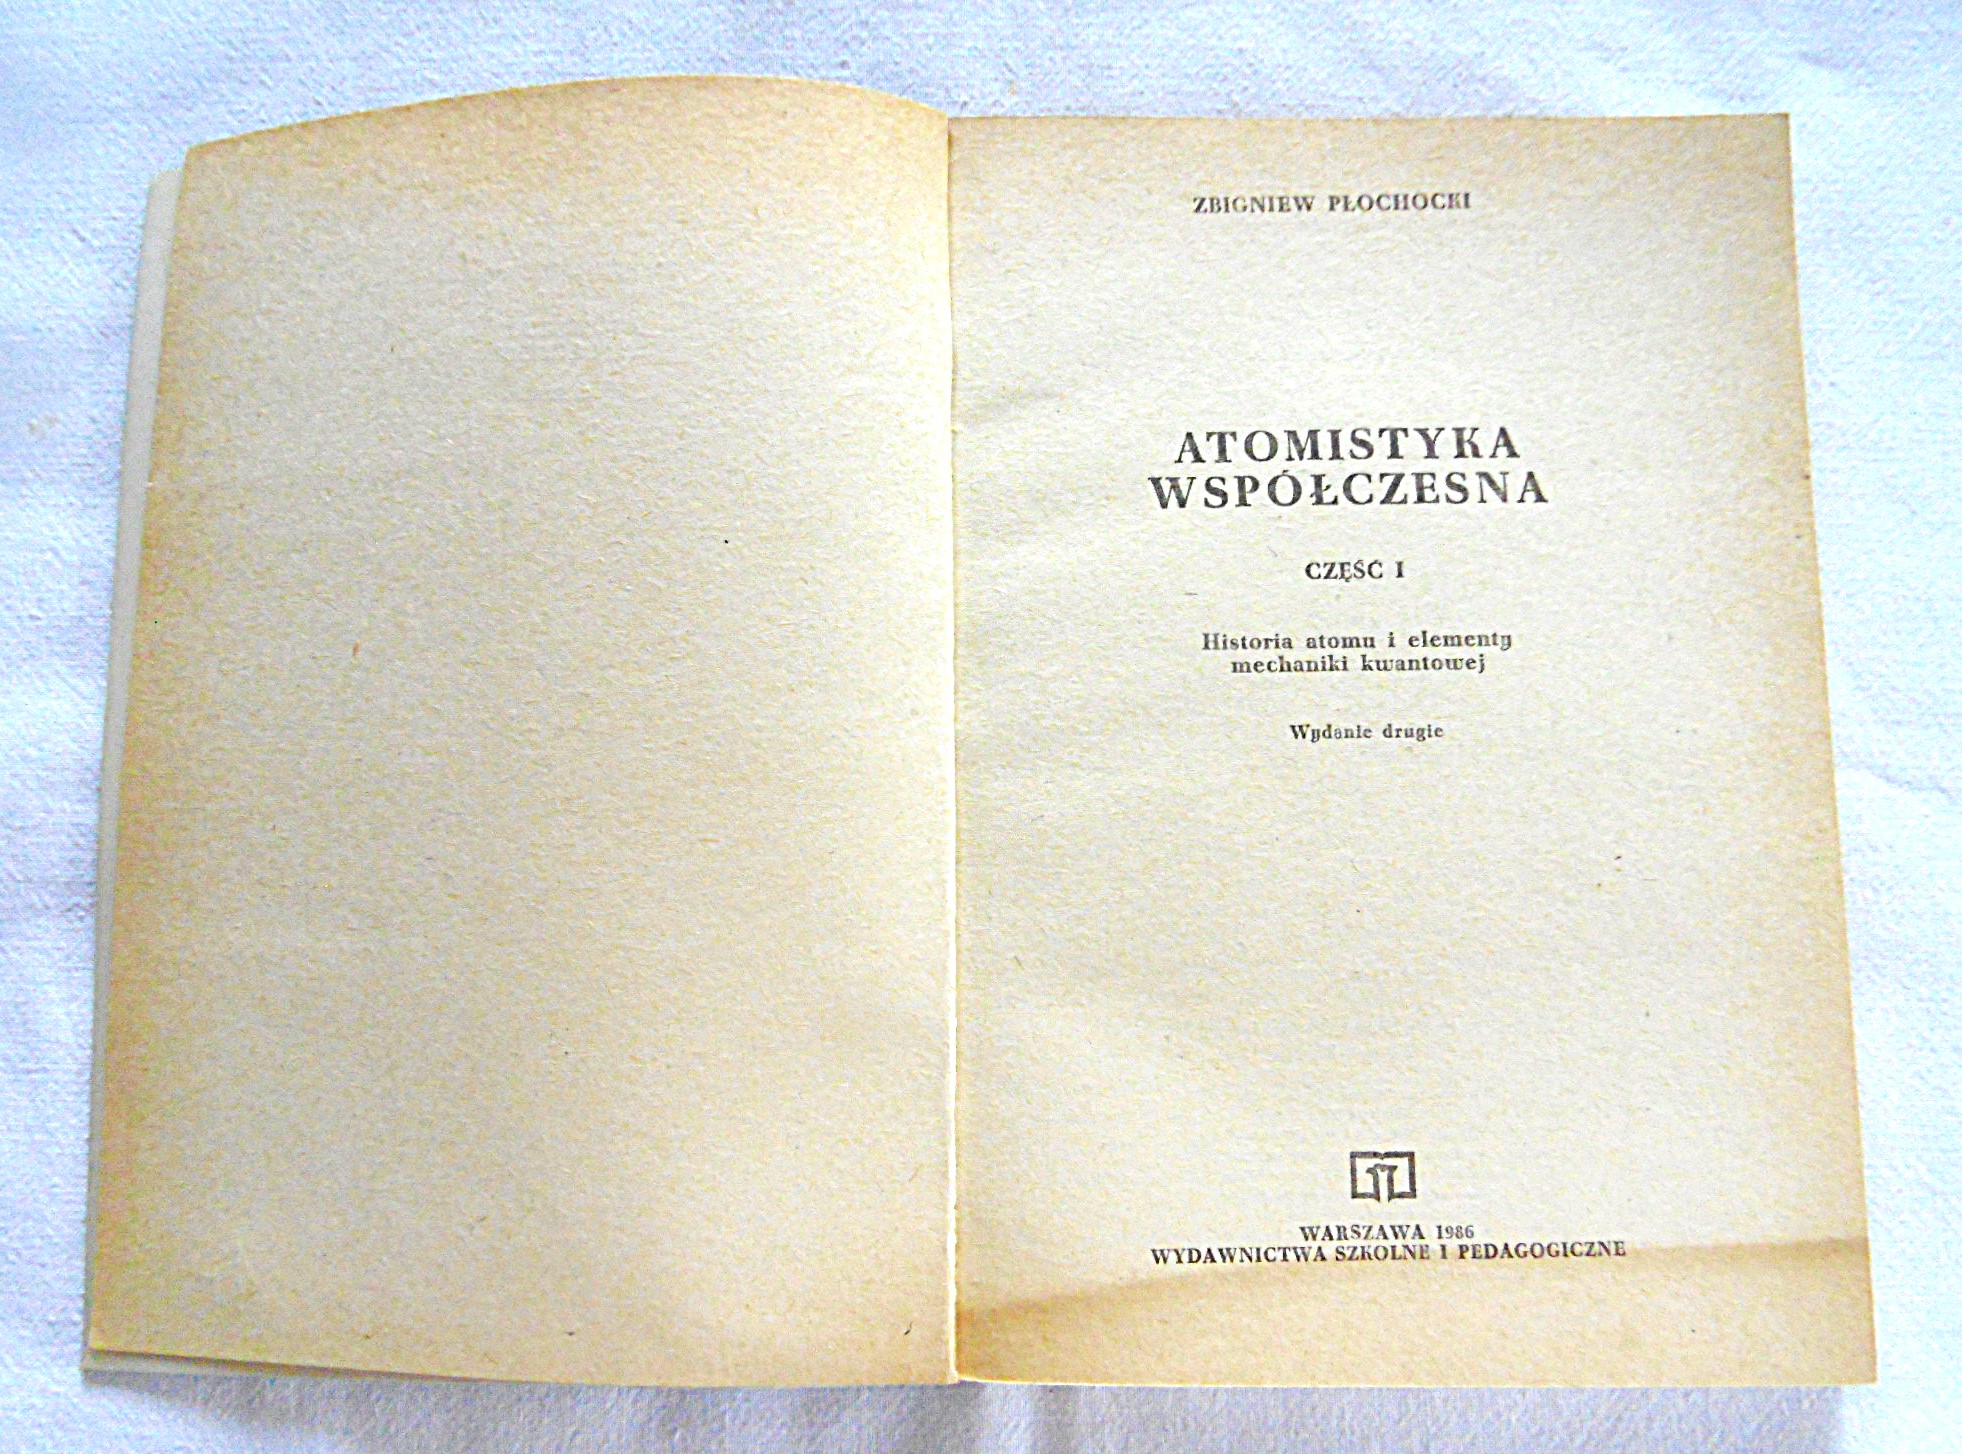 ZBIGNIEW PŁOCHOCKI
ATOMISTYKA
WSPÓŁCZESNA
CZĘŚĆ I
Historia atomu i elementy
mechaniki kwantowej
Wydanie drugie
WARSZAWA 1986
WYDAWNICTWA SZKOLNE I PEDAGOGICZNE